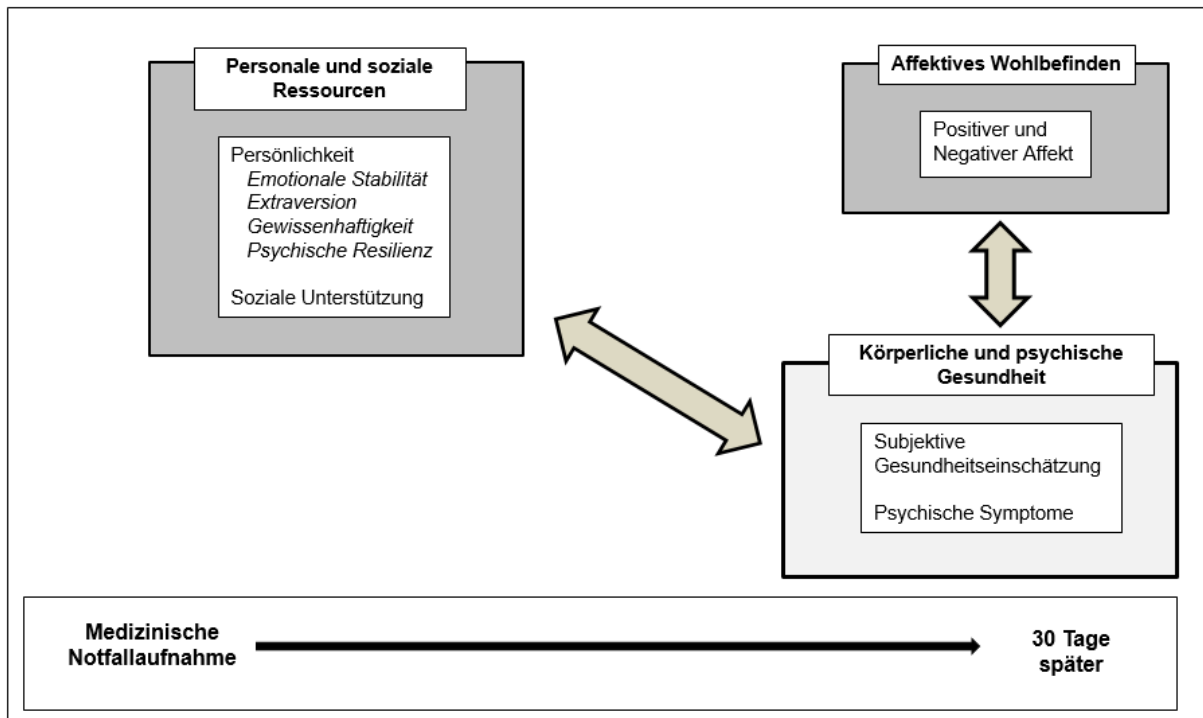 Personale und soziale
Ressourcen
Persönlichkeit
Emotionale Stabilität
Extraversion
Gewissenhaftigkeit
Psychische Resilienz
Soziale Unterstützung
Affektives Wohlbefinden
Positiver und
Negativer Affekt
Körperliche und psychische
Gesundheit
Subjektive
Gesundheitseinschätzung
Psychische Symptome
Medizinische
Notfallaufnahme
30 Tage
später